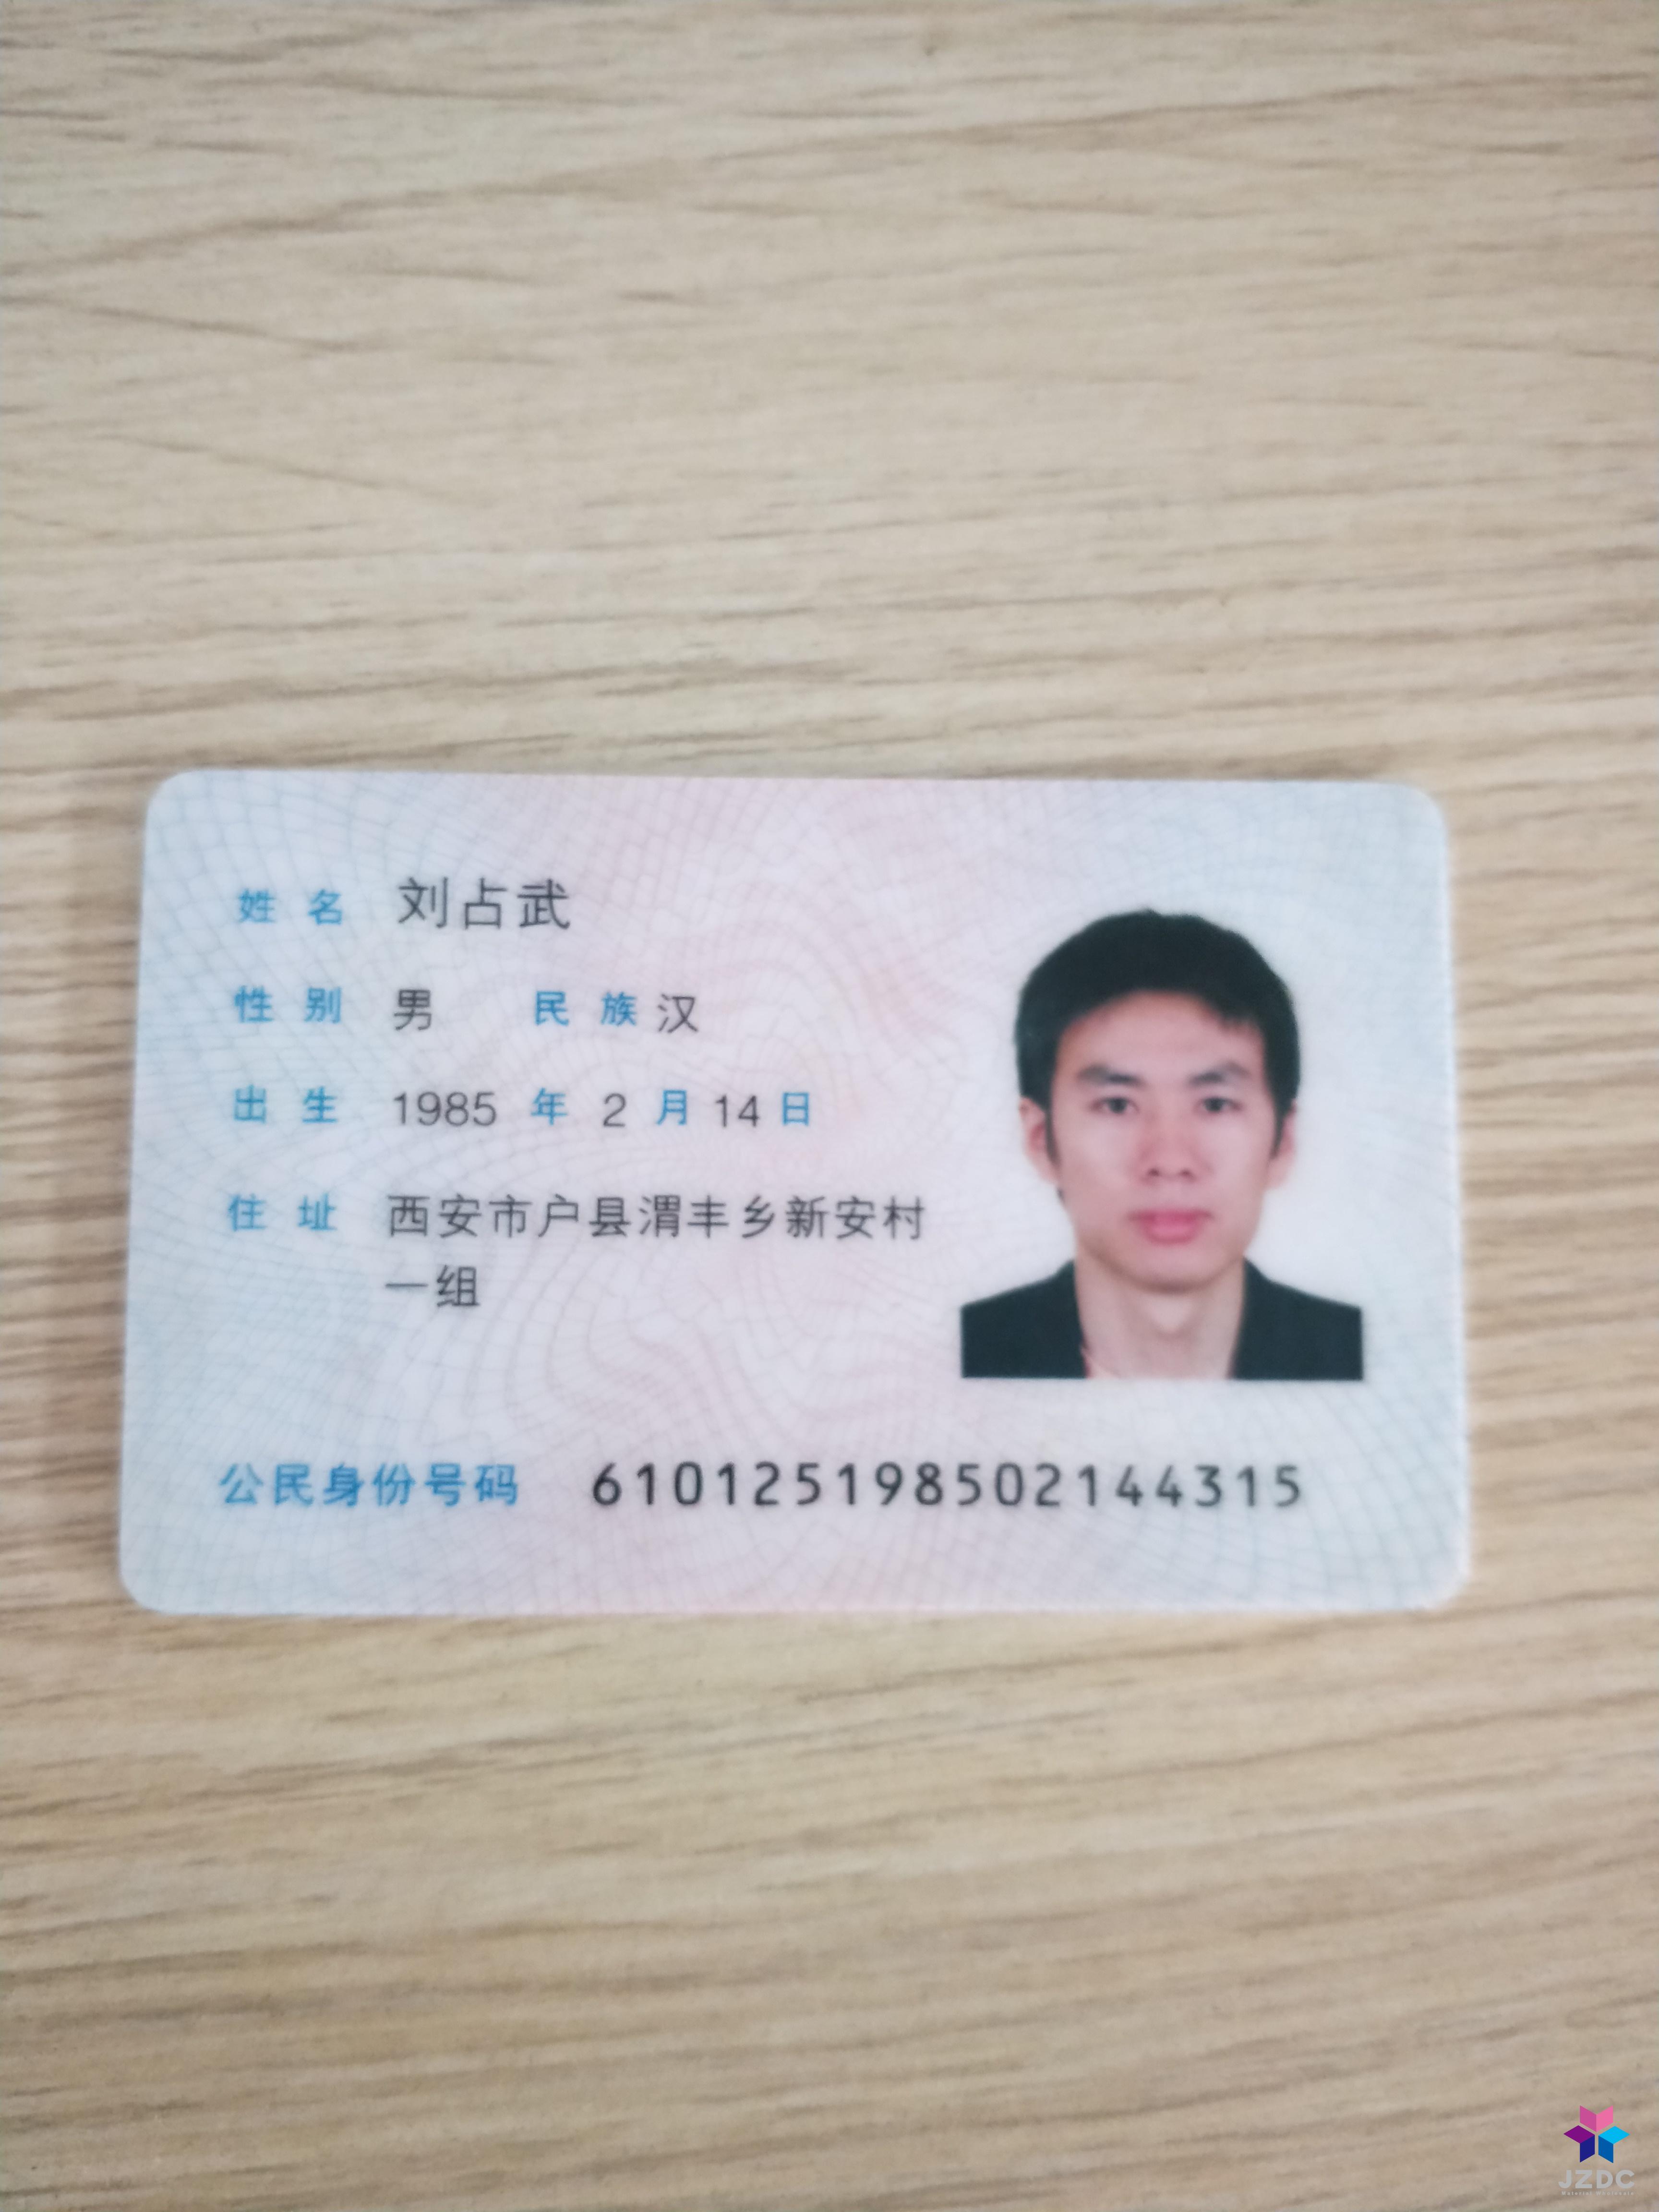 姓名 刘占武
性别 男 民族 汉
出生 1985 年 2 月 14 日
住址 西安市户县渭丰乡新安村
一组
公民身份号码 610125198502144315
JZDC